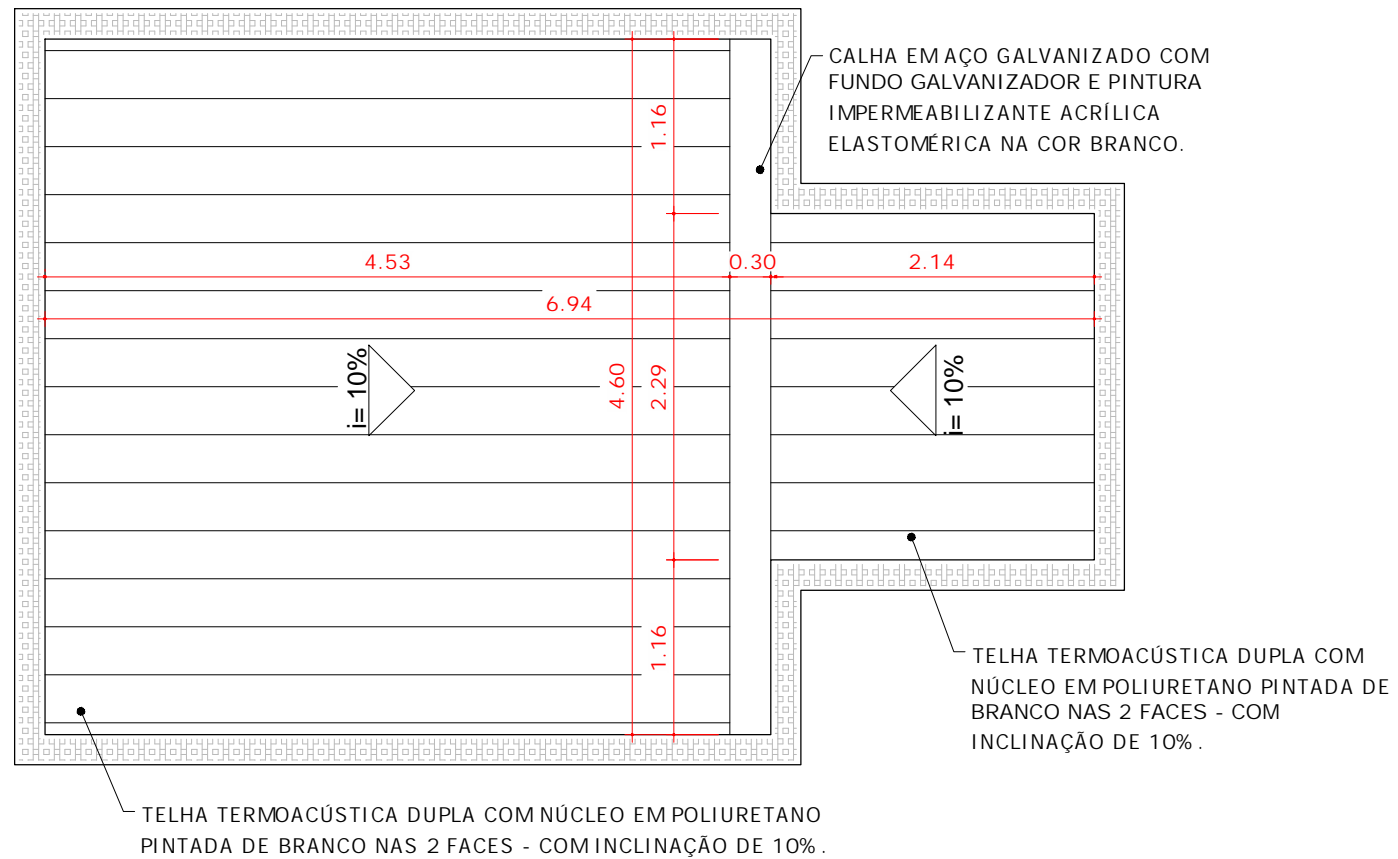 CALHA EM AÇO GALVANIZADO COM
FUNDO GALVANIZADOR E PINTURA
IMPERMEABILIZANTE ACRÍLICA
ELASTOMÉRICA NA COR BRANCO.
1.16
4.53
0.30
2.14
6.94
i= 10%
4.60
2.29
i= 10%
1.16
TELHA TERMOACÚSTICA DUPLA COM
NÚCLEO EM POLIURETANO PINTADA DE
BRANCO NAS 2 FACES - COM
INCLINAÇÃO DE 10%.
TELHA TERMOACÚSTICA DUPLA COM NÚCLEO EM POLIURETANO
PINTADA DE BRANCO NAS 2 FACES - COM INCLINAÇÃO DE 10%.